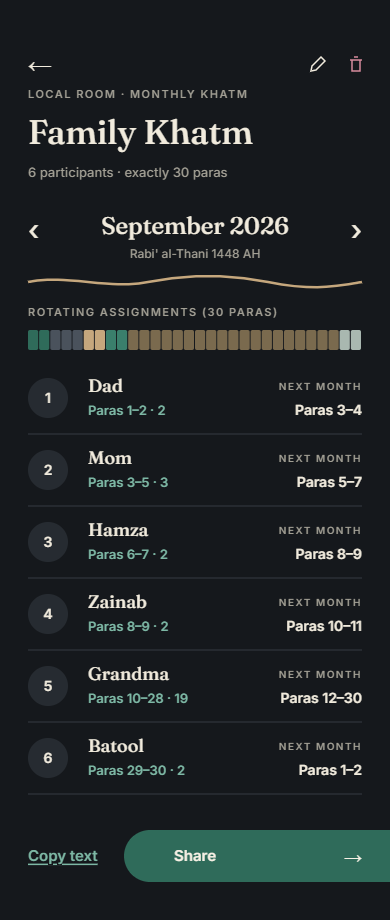 LOCAL ROOM · MONTHLY KHATM
Family Khatm
6 participants · exactly 30 paras
September 2026
Rabi' al-Thani 1448 AH
ROTATING ASSIGNMENTS (30 PARAS)
1
Dad
Paras 1–2 · 2
NEXT MONTH
Paras 3–4
2
Mom
Paras 3–5 · 3
NEXT MONTH
Paras 5–7
3
Hamza
Paras 6–7 · 2
NEXT MONTH
Paras 8–9
4
Zainab
Paras 8–9 · 2
NEXT MONTH
Paras 10–11
5
Grandma
Paras 10–28 · 19
NEXT MONTH
Paras 12–30
6
Batool
Paras 29–30 · 2
NEXT MONTH
Paras 1–2
Copy text
Share